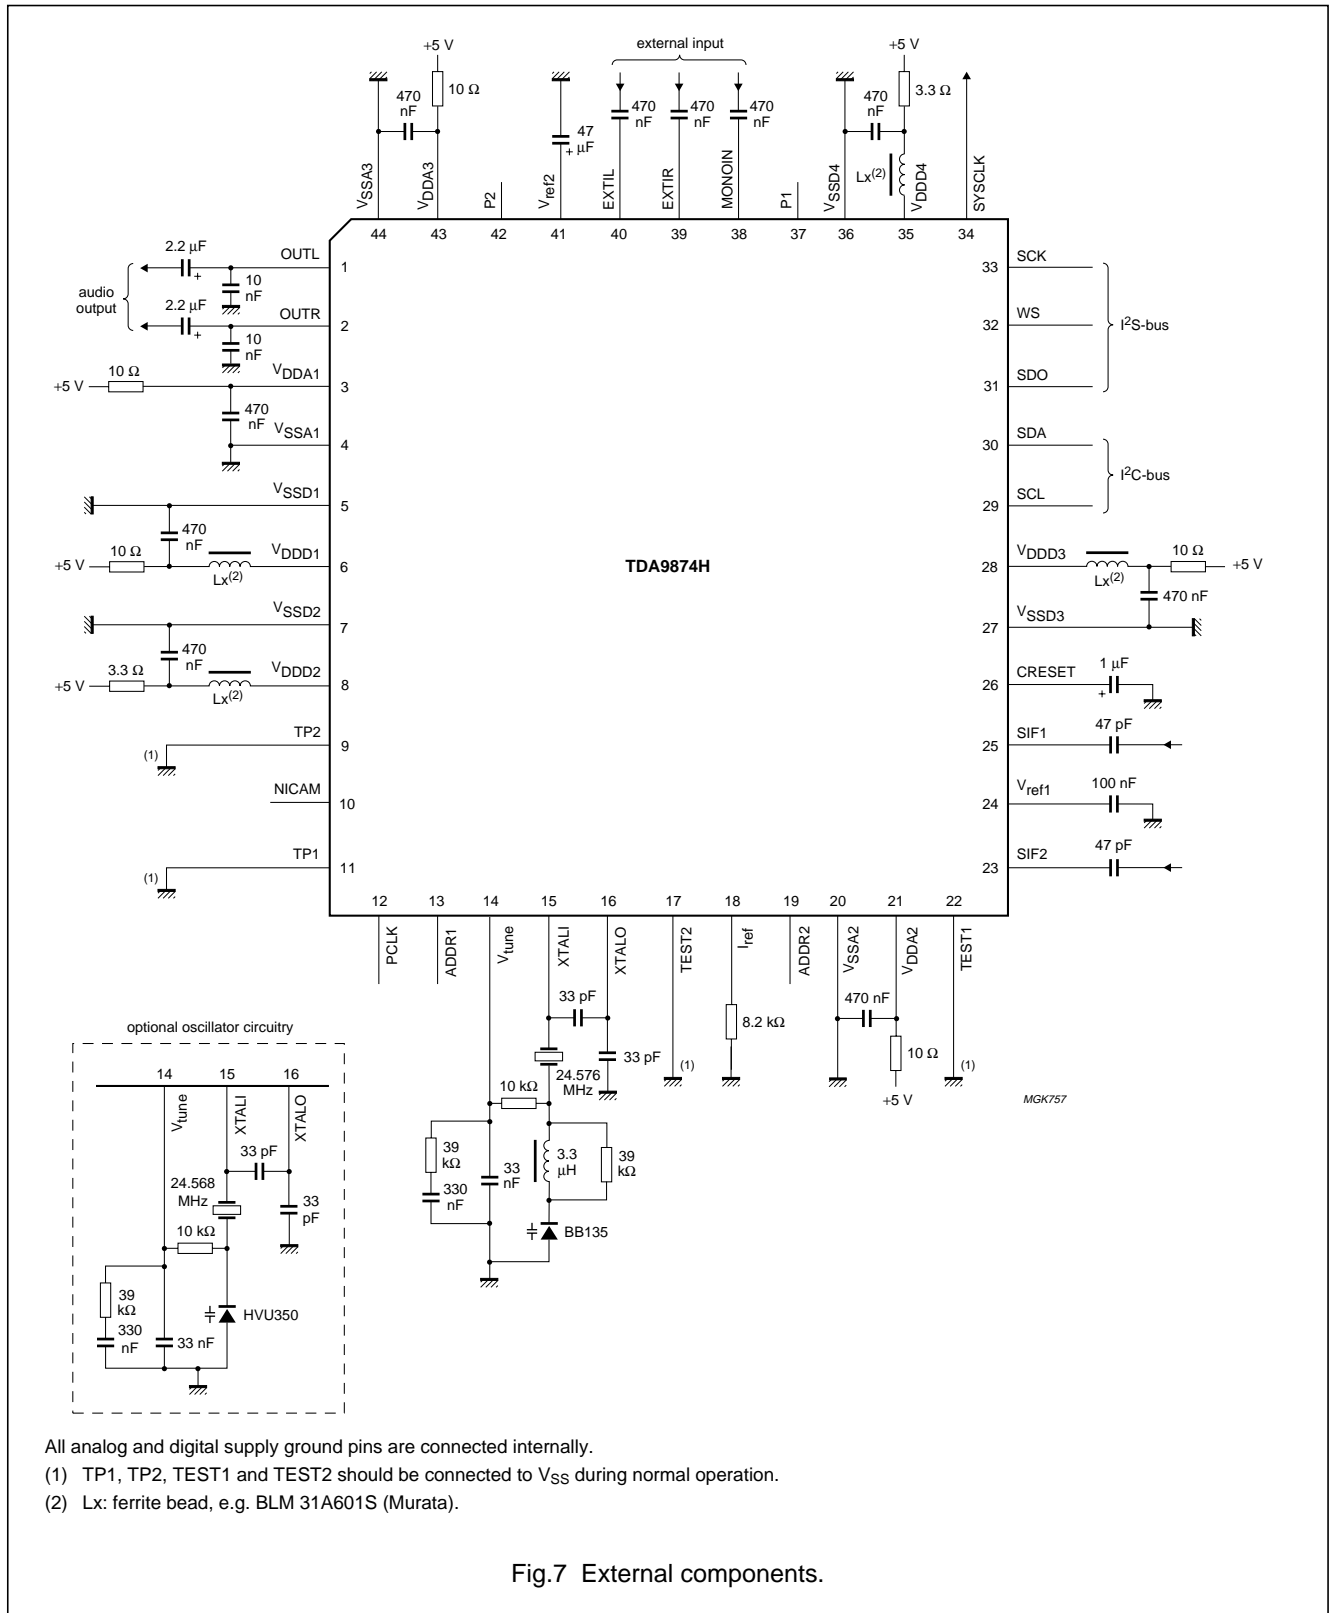 +5 V
external input
+5 V
470 nF
10 Ω
47 µF
+
470 nF
470 nF
470 nF
470 nF
3.3 Ω
Lx(2)
VSSA3
VDDA3
P2
Vref2
EXTIL
EXTIR
MONOIN
P1
VSSD4
VDDD4
SYSCLK
44
43
42
41
40
39
38
37
36
35
34
audio output
2.2 µF
+
OUTL
1
10 nF
2.2 µF
+
OUTR
2
10 nF
+5 V
10 Ω
VDDA1
3
470 nF
VSSA1
4
VSSD1
5
470 nF
+5 V
10 Ω
Lx(2)
VDDD1
6
VSSD2
7
470 nF
+5 V
3.3 Ω
Lx(2)
VDDD2
8
(1)
TP2
9
NICAM
10
(1)
TP1
11
TDA9874H
33
SCK
32
WS
31
SDO
I2S-bus
30
SDA
29
SCL
I2C-bus
28
VDDD3
Lx(2)
10 Ω
+5 V
470 nF
27
VSSD3
26
CRESET
1 µF
+
25
SIF1
47 pF
24
Vref1
100 nF
23
SIF2
47 pF
12
13
14
15
16
17
18
19
20
21
22
PCLK
ADDR1
Vtune
XTALI
XTALO
TEST2
Iref
ADDR2
VSSA2
VDDA2
TEST1
33 pF
33 pF
24.576 MHz
10 kΩ
39 kΩ
330 nF
33 nF
3.3 µH
39 kΩ
BB135
(1)
8.2 kΩ
470 nF
10 Ω
+5 V
(1)
MGK757
optional oscillator circuitry
14
15
16
Vtune
XTALI
XTALO
33 pF
24.568 MHz
33 pF
10 kΩ
39 kΩ
330 nF
33 nF
HVU350
All analog and digital supply ground pins are connected internally.
(1) TP1, TP2, TEST1 and TEST2 should be connected to VSS during normal operation.
(2) Lx: ferrite bead, e.g. BLM 31A601S (Murata).
Fig.7 External components.